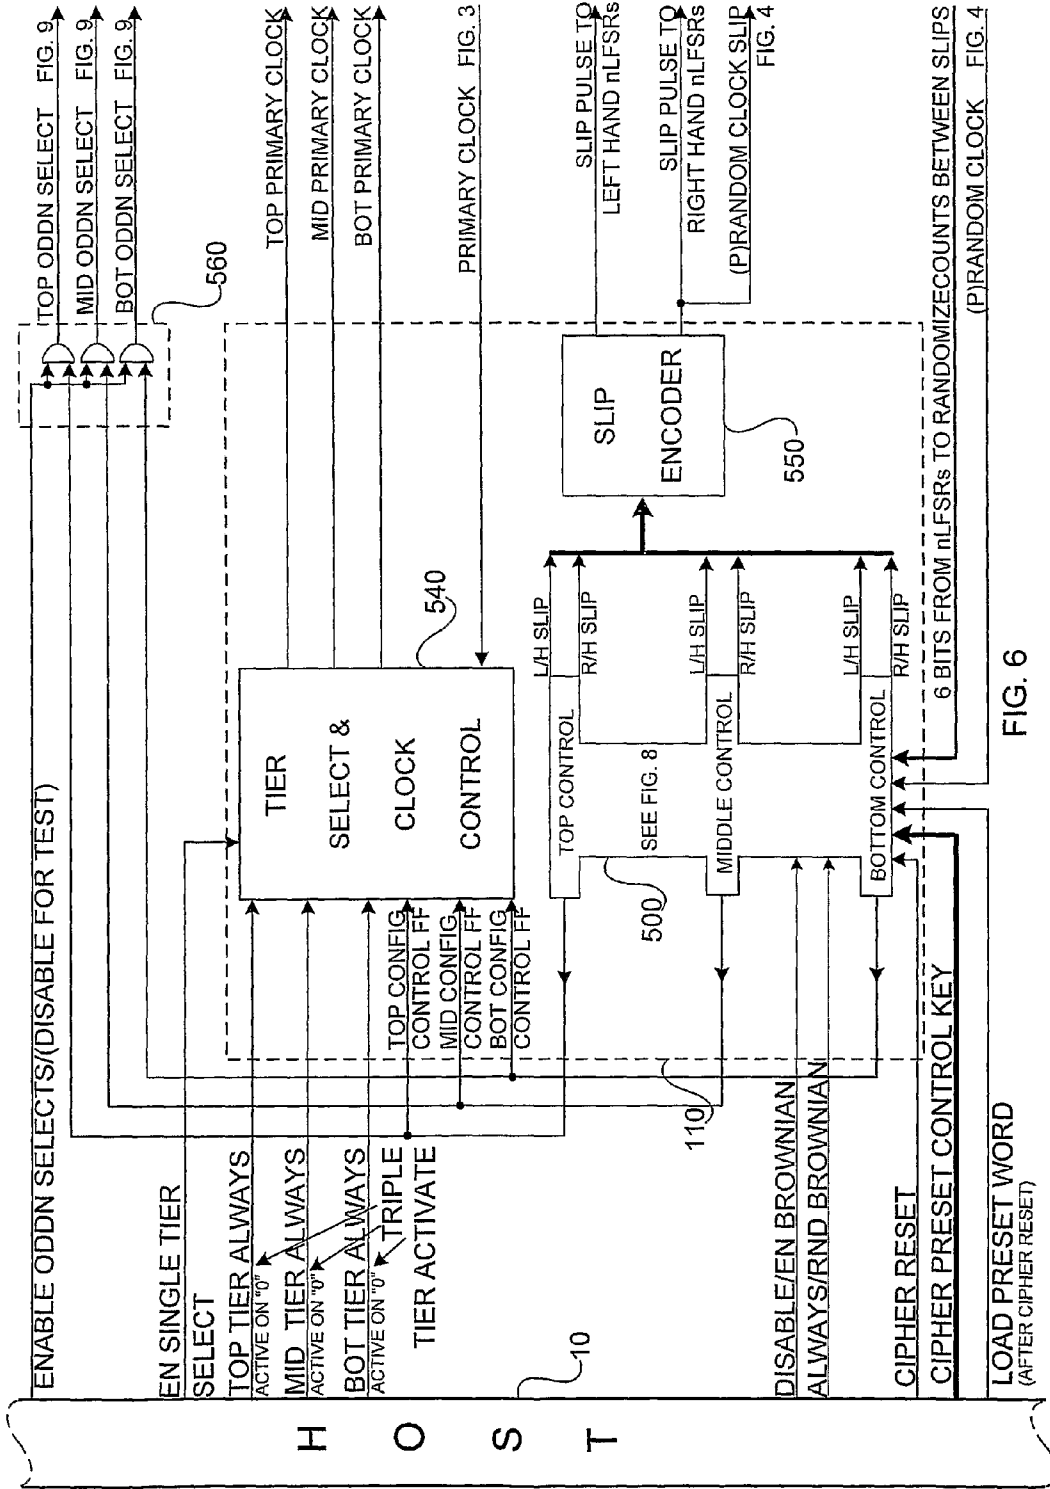 ENABLE ODDN SELECTS/(DISABLE FOR TEST)
TOP ODDN SELECT FIG. 9
MID ODDN SELECT FIG. 9
BOT ODDN SELECT FIG. 9
560
EN SINGLE TIER
SELECT
TOP TIER ALWAYS
ACTIVE ON "0"
MID TIER ALWAYS
ACTIVE ON "0"
BOT TIER ALWAYS
ACTIVE ON "0"
TRIPLE
TIER ACTIVATE
TOP CONFIG
CONTROL FF
MID CONFIG
CONTROL FF
BOT CONFIG
CONTROL FF
TIER
SELECT &
CLOCK
CONTROL
540
TOP PRIMARY CLOCK
MID PRIMARY CLOCK
BOT PRIMARY CLOCK
PRIMARY CLOCK FIG. 3
HOST
10
110
500
TOP CONTROL
SEE FIG. 8
MIDDLE CONTROL
BOTTOM CONTROL
L/H SLIP
R/H SLIP
L/H SLIP
R/H SLIP
L/H SLIP
R/H SLIP
SLIP
ENCODER
550
SLIP PULSE TO
LEFT HAND nLFSRs
SLIP PULSE TO
RIGHT HAND nLFSRs
(P)RANDOM CLOCK SLIP
FIG. 4
DISABLE/EN BROWNIAN
ALWAYS/RND BROWNIAN
CIPHER RESET
CIPHER PRESET CONTROL KEY
LOAD PRESET WORD
(AFTER CIPHER RESET)
6 BITS FROM nLFSRs TO RANDOMIZECOUNTS BETWEEN SLIPS
(P)RANDOM CLOCK FIG. 4
FIG. 6